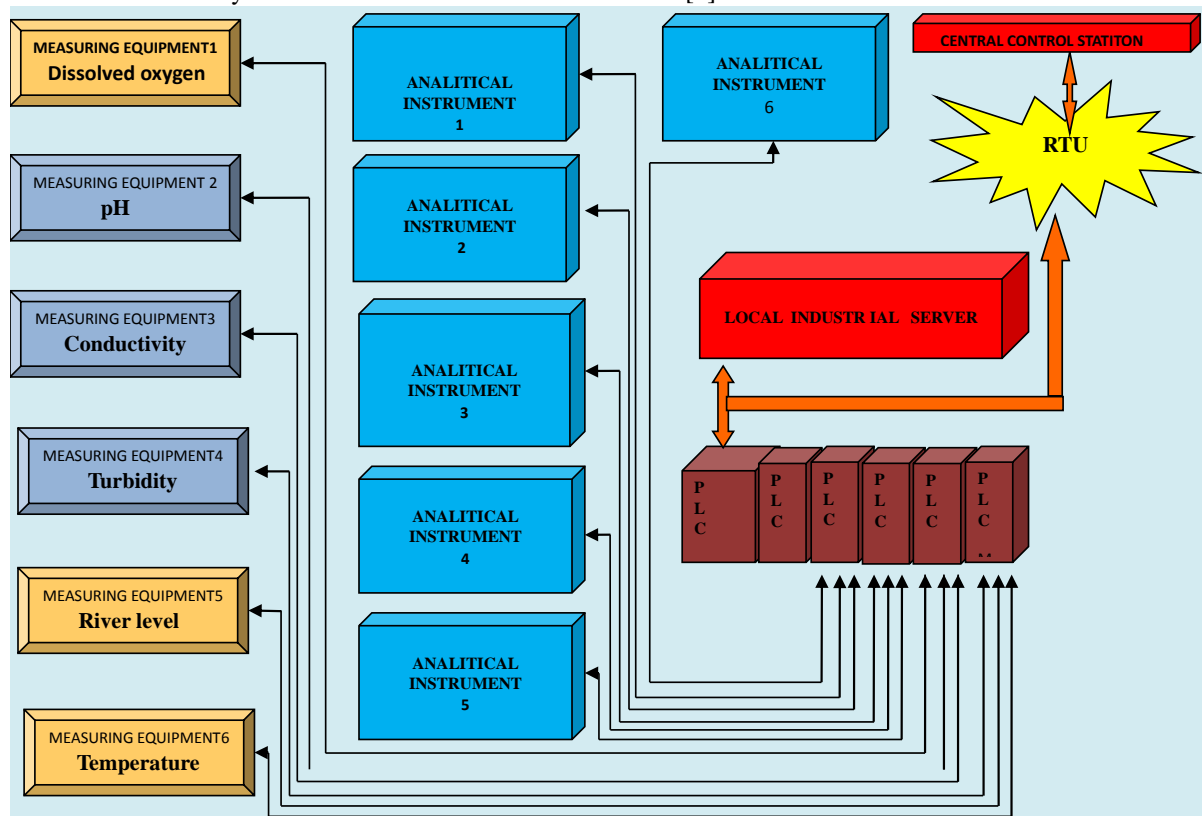 MEASURING EQUIPMENT1
Dissolved oxygen
MEASURING EQUIPMENT 2
pH
MEASURING EQUIPMENT3
Conductivity
MEASURING EQUIPMENT4
Turbidity
MEASURING EQUIPMENT5
River level
MEASURING EQUIPMENT6
Temperature
ANALITICAL
INSTRUMENT
1
ANALITICAL
INSTRUMENT
2
ANALITICAL
INSTRUMENT
3
ANALITICAL
INSTRUMENT
4
ANALITICAL
INSTRUMENT
5
ANALITICAL
INSTRUMENT
6
CENTRAL CONTROL STATITON
RTU
LOCAL INDUSTR IAL SERVER
P
L
C
P
L
C
P
L
C
P
L
C
P
L
C
P
L
C